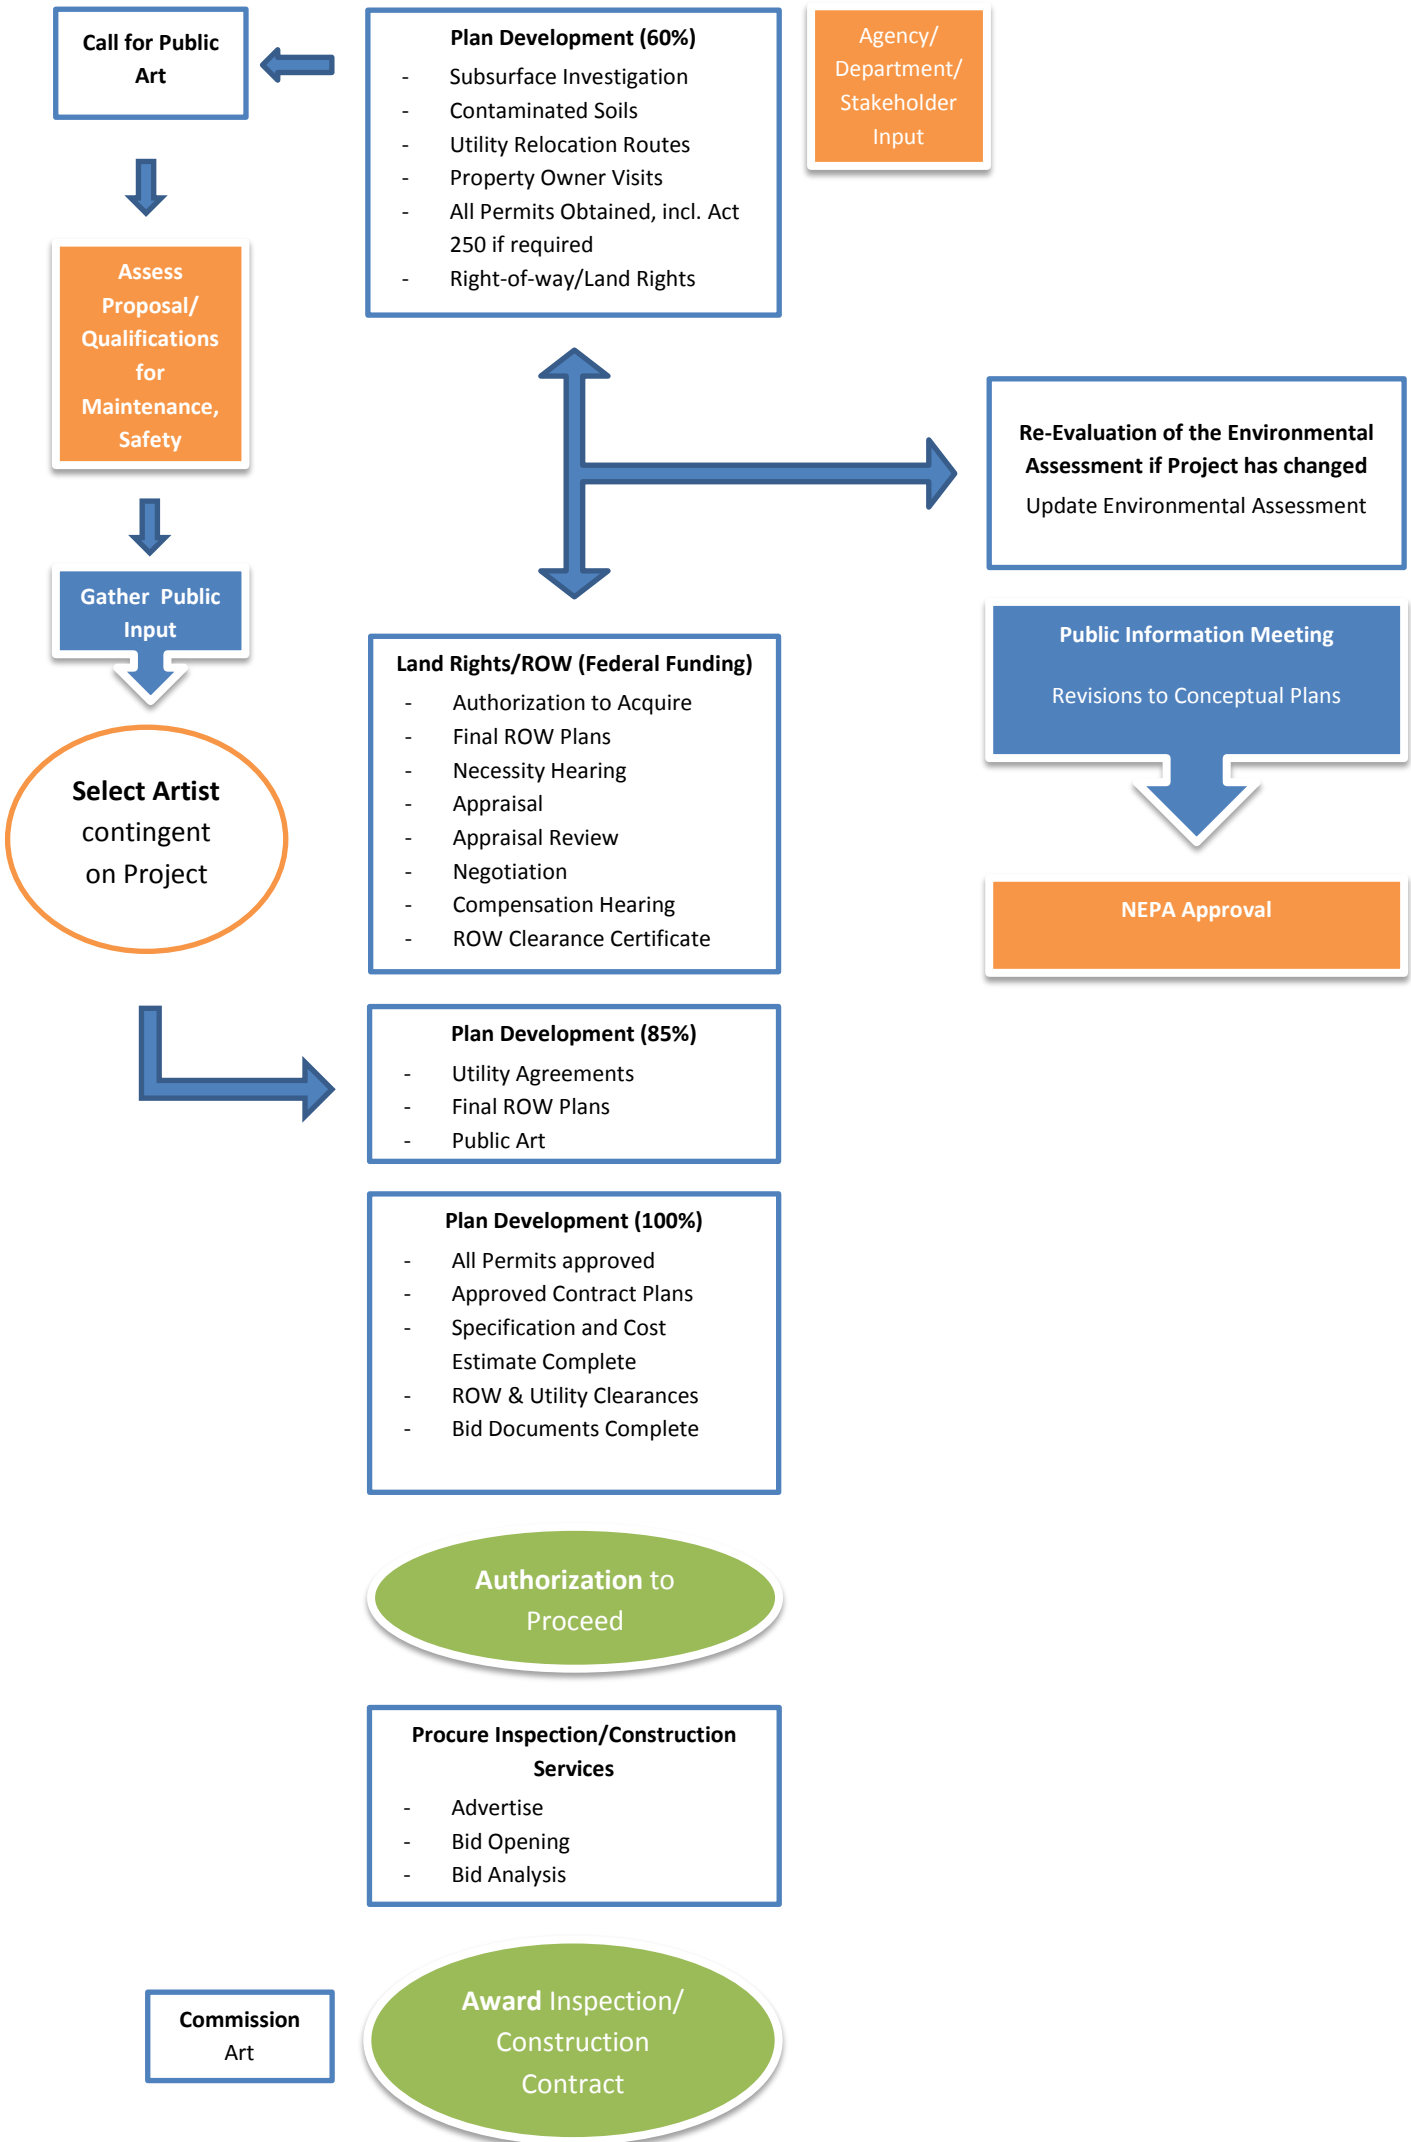 Call for Public
Art
Plan Development (60%)
- Subsurface Investigation
- Contaminated Soils
- Utility Relocation Routes
- Property Owner Visits
- All Permits Obtained, incl. Act
250 if required
- Right-of-way/Land Rights
Agency/
Department/
Stakeholder
Input
Assess
Proposal/
Qualifications
for
Maintenance,
Safety
Re-Evaluation of the Environmental
Assessment if Project has changed
Update Environmental Assessment
Gather Public
Input
Public Information Meeting
Revisions to Conceptual Plans
Land Rights/ROW (Federal Funding)
- Authorization to Acquire
- Final ROW Plans
- Necessity Hearing
- Appraisal
- Appraisal Review
- Negotiation
- Compensation Hearing
- ROW Clearance Certificate
Select Artist
contingent
on Project
NEPA Approval
Plan Development (85%)
- Utility Agreements
- Final ROW Plans
- Public Art
Plan Development (100%)
- All Permits approved
- Approved Contract Plans
- Specification and Cost
Estimate Complete
- ROW & Utility Clearances
- Bid Documents Complete
Authorization to
Proceed
Procure Inspection/Construction
Services
- Advertise
- Bid Opening
- Bid Analysis
Commission
Art
Award Inspection/
Construction
Contract